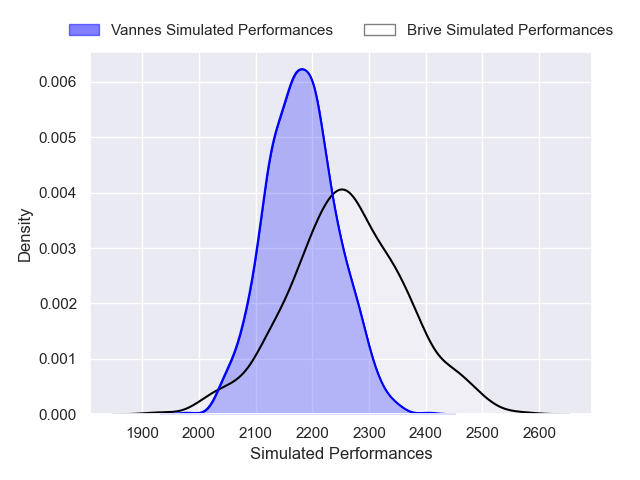 Vannes Simulated Performances
Brive Simulated Performances
0.006
0.005
0.004
0.003
0.002
0.001
0.000
Density
1900 2000 2100 2200 2300 2400 2500 2600
Simulated Performances